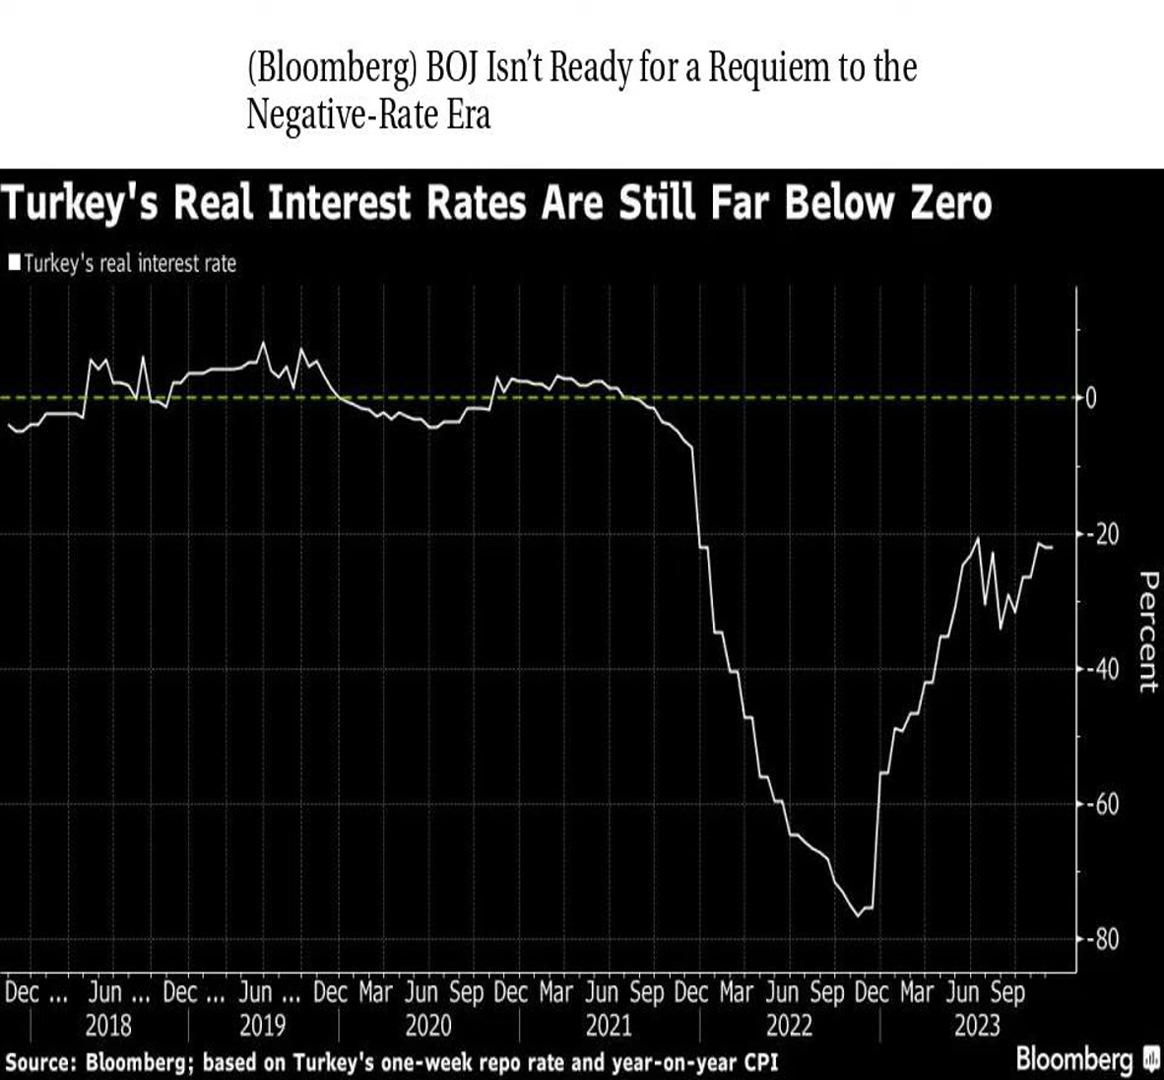 (Bloomberg) BOJ Isn’t Ready for a Requiem to the
Negative-Rate Era
Turkey's Real Interest Rates Are Still Far Below Zero
Turkey's real interest rate
0
-20
-40
-60
-80
Percent
Dec ... Jun ... Dec ... Jun ... Dec Mar Jun Sep Dec Mar Jun Sep Dec Mar Jun Sep Dec Mar Jun Sep
2018 2019 2020 2021 2022 2023
Source: Bloomberg; based on Turkey's one-week repo rate and year-on-year CPI
Bloomberg